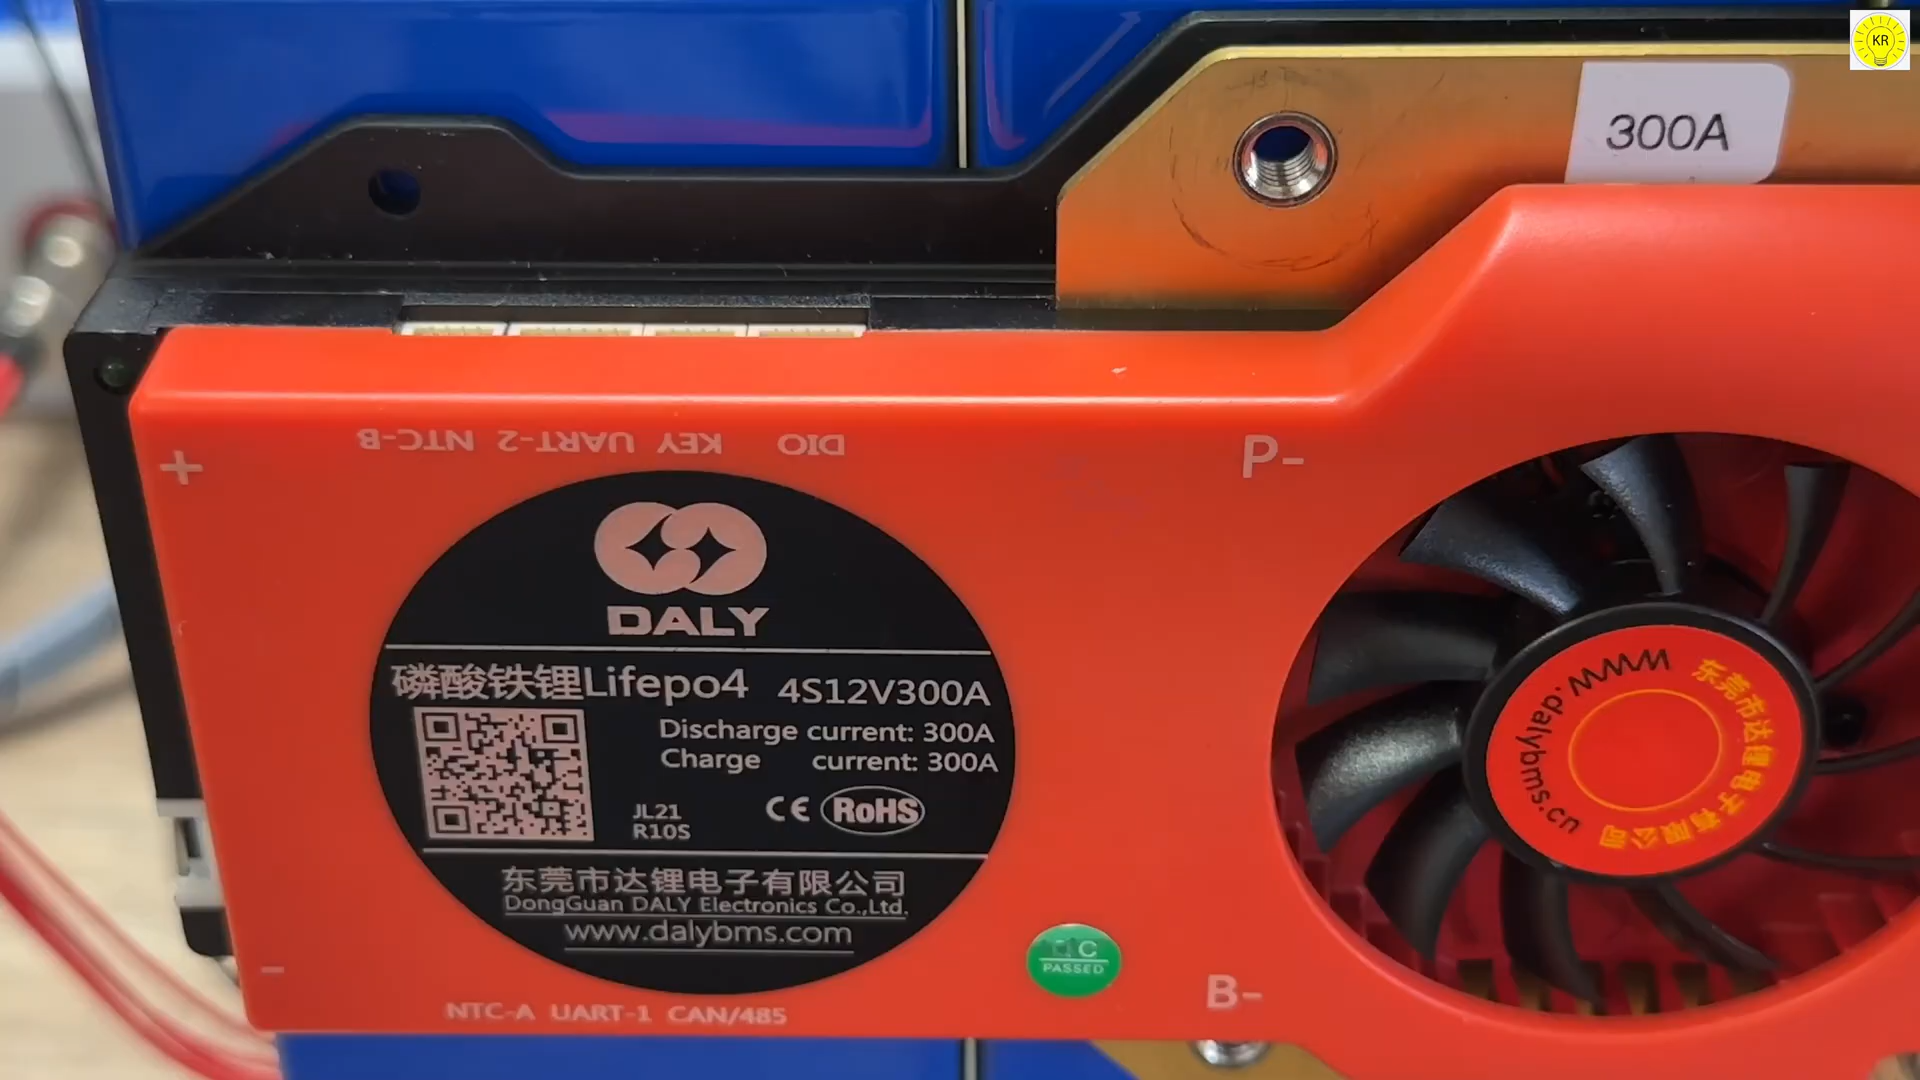 KR
300A
NTC-B UART-2 KEY DIO
P-
+
DALY
磷酸铁锂Lifepo4 4S12V300A
Discharge current: 300A
Charge current: 300A
JL21
R10S
CE RoHS
东莞市达锂电子有限公司
DongGuan DALY Electronics Co.,Ltd.
www.dalybms.com
PASSED
B-
-
NTC-A UART-1 CAN/485
www.dalybms.cn
东莞市达锂电子有限公司